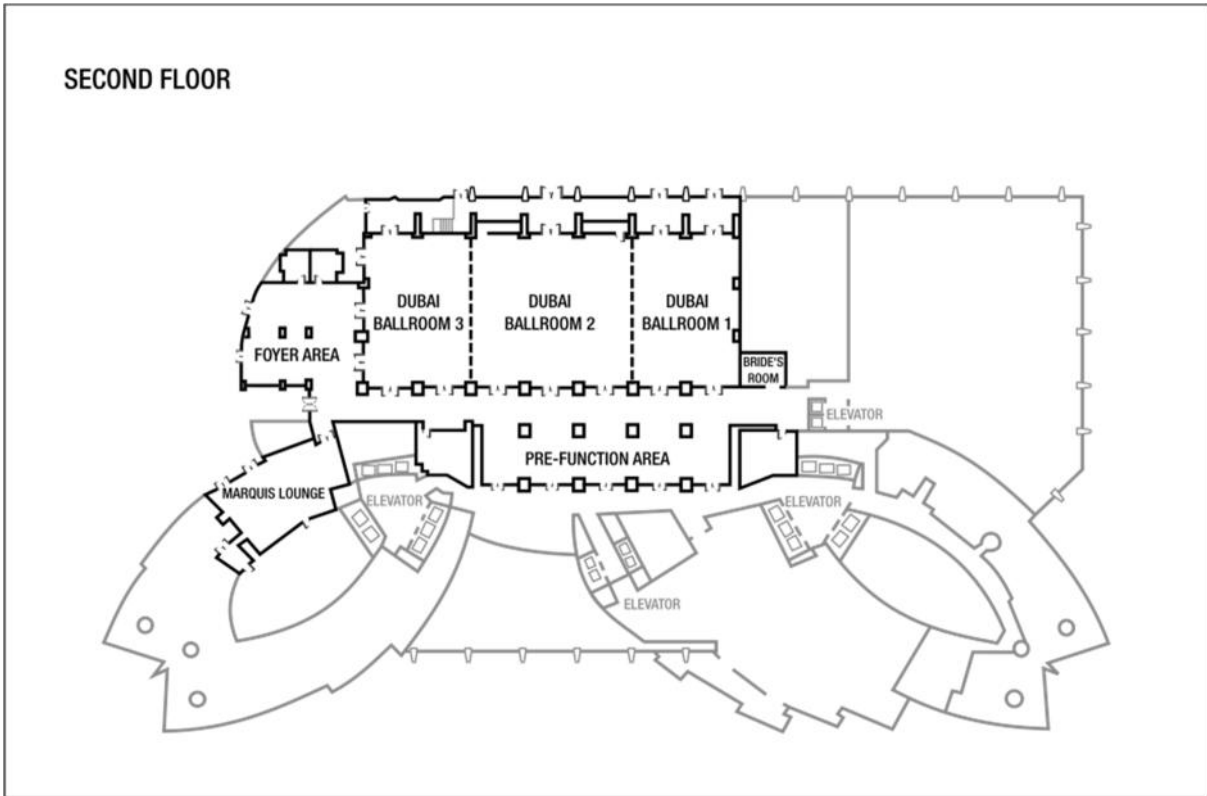 SECOND FLOOR
DUBAI
BALLROOM 3
DUBAI
BALLROOM 2
DUBAI
BALLROOM 1
FOYER AREA
BRIDE'S
ROOM
ELEVATOR
PRE-FUNCTION AREA
MARQUIS LOUNGE
ELEVATOR
ELEVATOR
ELEVATOR